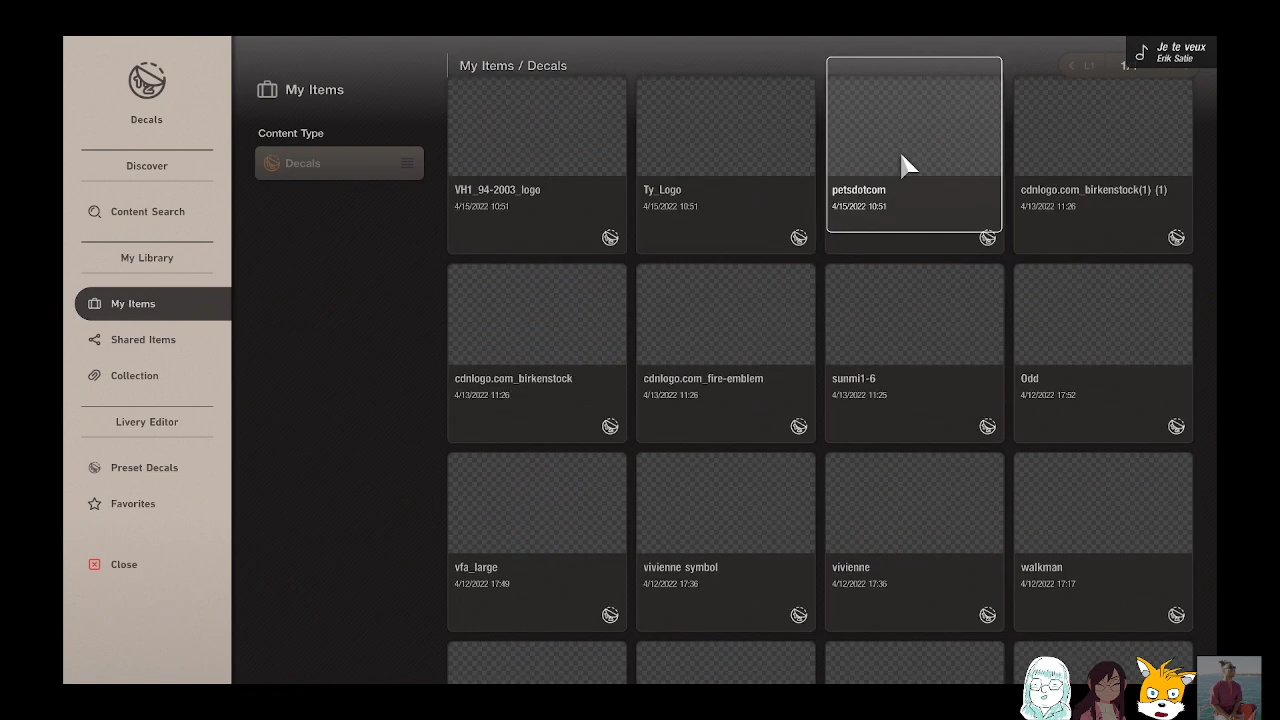 Decals
Discover
Content Search
My Library
My Items
Shared Items
Collection
Livery Editor
Preset Decals
Favorites
Close
My Items
Content Type
Decals
My Items / Decals
L1
Je te veux
Erik Satie
VH1_94-2003_logo
4/15/2022 10:51
Ty_Logo
4/15/2022 10:51
petsdotcom
4/15/2022 10:51
cdnlogo.com_birkenstock(1) (1)
4/13/2022 11:26
cdnlogo.com_birkenstock
4/13/2022 11:26
cdnlogo.com_fire-emblem
4/13/2022 11:26
sunmi1-6
4/13/2022 11:25
Odd
4/12/2022 17:52
vfa_large
4/12/2022 17:49
vivienne symbol
4/12/2022 17:36
vivienne
4/12/2022 17:36
walkman
4/12/2022 17:17